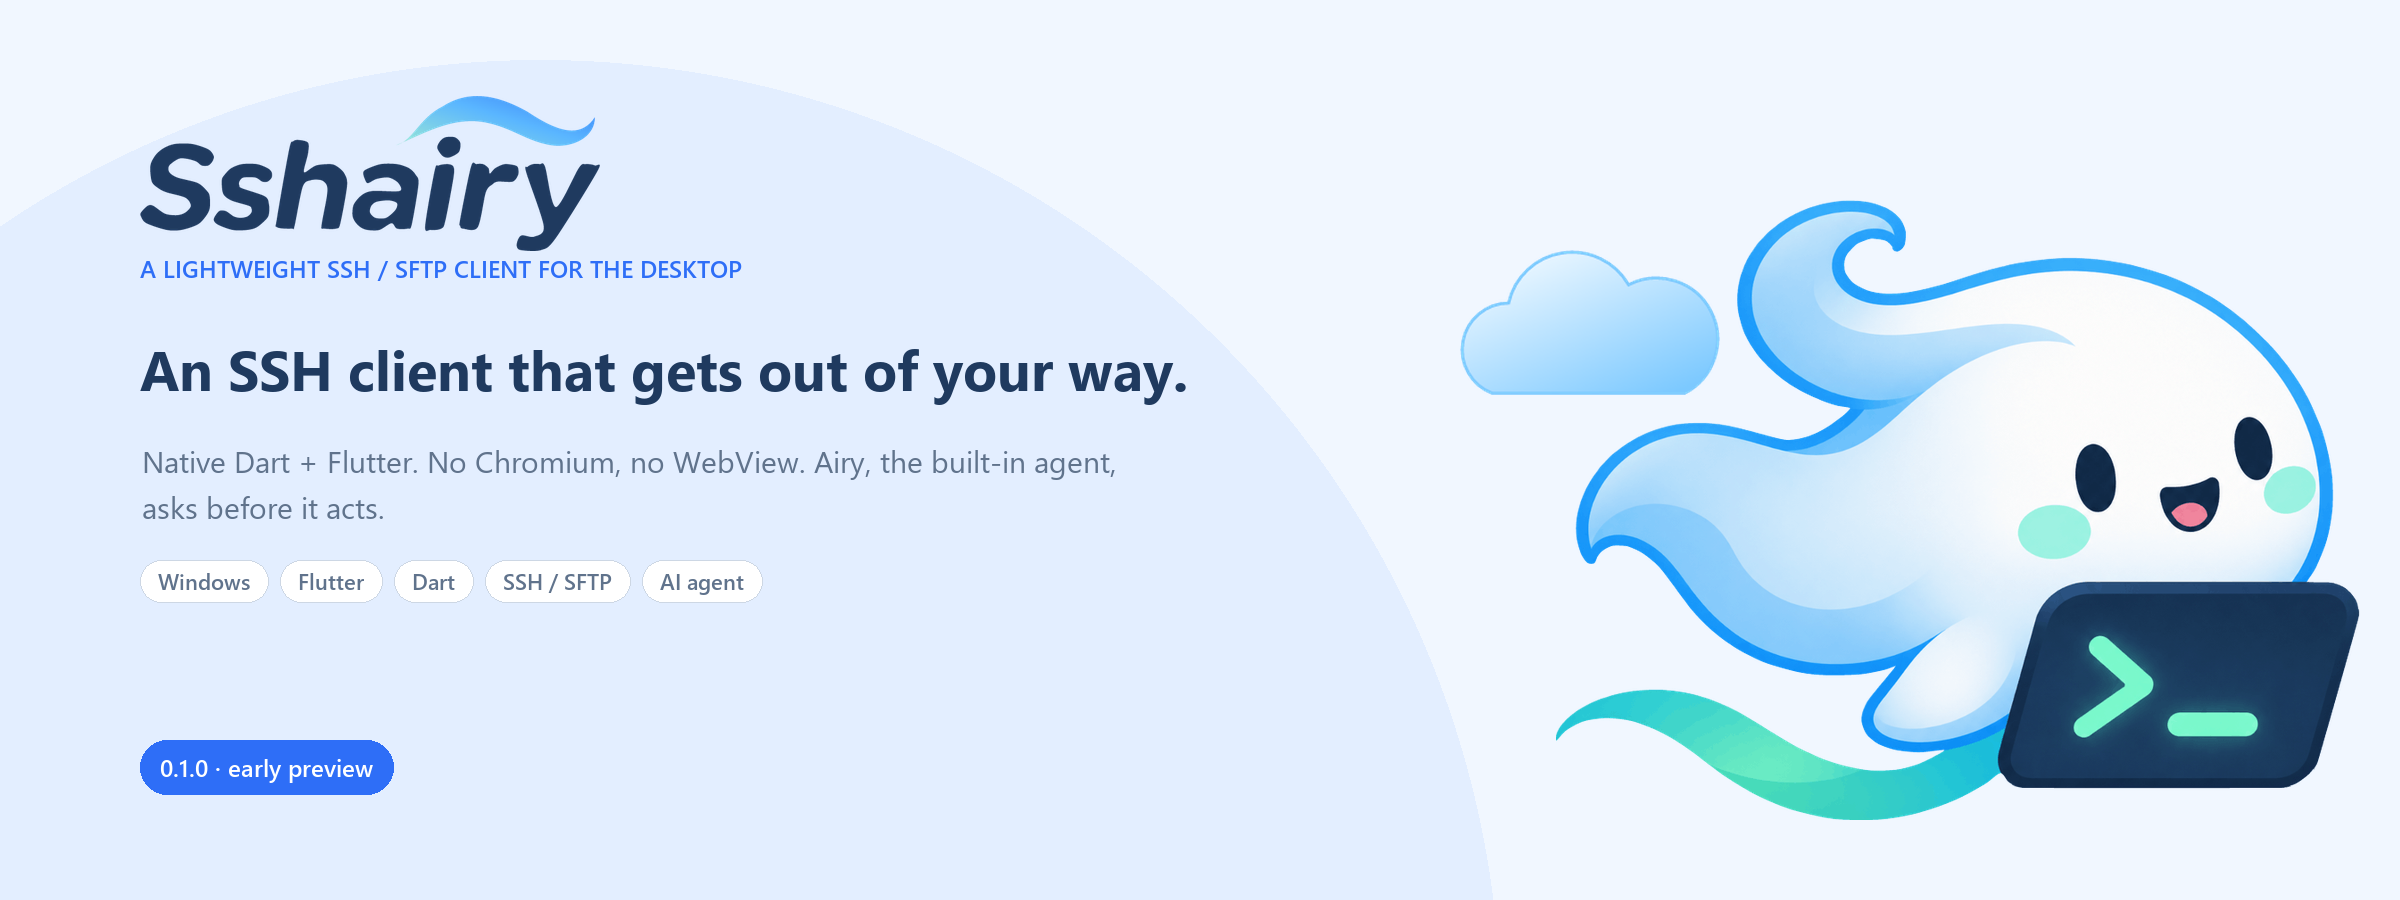 Sshairy
A LIGHTWEIGHT SSH / SFTP CLIENT FOR THE DESKTOP
An SSH client that gets out of your way.
Native Dart + Flutter. No Chromium, no WebView. Airy, the built-in agent,
asks before it acts.
Windows Flutter Dart SSH / SFTP AI agent
0.1.0 · early preview
>_